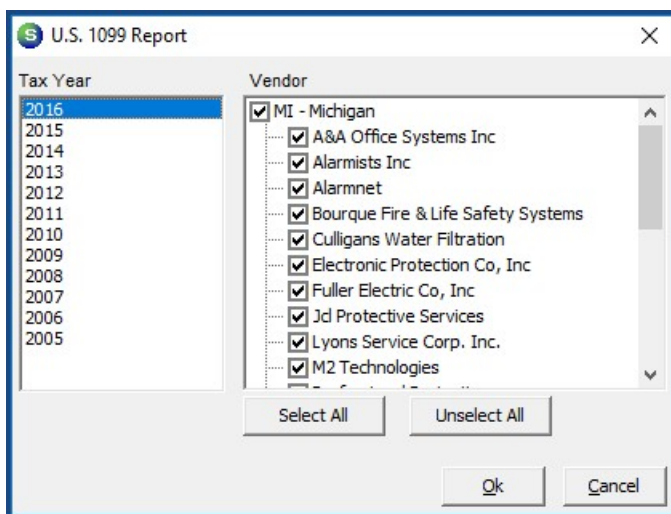 S U.S. 1099 Report
Tax Year
2016
2015
2014
2013
2012
2011
2010
2009
2008
2007
2006
2005
Vendor
MI - Michigan
A&A Office Systems Inc
Alarmists Inc
Alarmnet
Bourque Fire & Life Safety Systems
Culligans Water Filtration
Electronic Protection Co, Inc
Fuller Electric Co, Inc
Jcl Protective Services
Lyons Service Corp. Inc.
M2 Technologies
Select All Unselect All
Ok Cancel